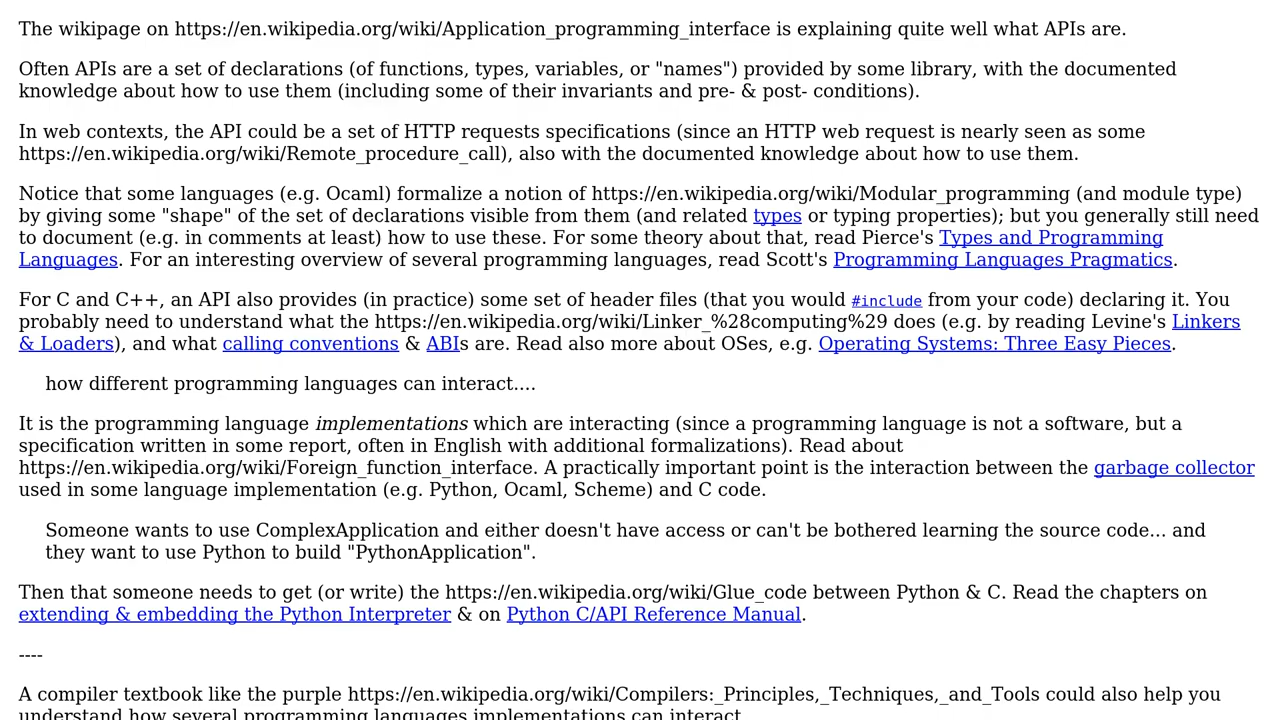 The wikipage on https://en.wikipedia.org/wiki/Application_programming_interface is explaining quite well what APIs are.
Often APIs are a set of declarations (of functions, types, variables, or "names") provided by some library, with the documented
knowledge about how to use them (including some of their invariants and pre- & post- conditions).
In web contexts, the API could be a set of HTTP requests specifications (since an HTTP web request is nearly seen as some
https://en.wikipedia.org/wiki/Remote_procedure_call), also with the documented knowledge about how to use them.
Notice that some languages (e.g. Ocaml) formalize a notion of https://en.wikipedia.org/wiki/Modular_programming (and module type)
by giving some "shape" of the set of declarations visible from them (and related types or typing properties); but you generally still need
to document (e.g. in comments at least) how to use these. For some theory about that, read Pierce's Types and Programming
Languages. For an interesting overview of several programming languages, read Scott's Programming Languages Pragmatics.
For C and C++, an API also provides (in practice) some set of header files (that you would #include from your code) declaring it. You
probably need to understand what the https://en.wikipedia.org/wiki/Linker_%28computing%29 does (e.g. by reading Levine's Linkers
& Loaders), and what calling conventions & ABIs are. Read also more about OSes, e.g. Operating Systems: Three Easy Pieces.
how different programming languages can interact....
It is the programming language implementations which are interacting (since a programming language is not a software, but a
specification written in some report, often in English with additional formalizations). Read about
https://en.wikipedia.org/wiki/Foreign_function_interface. A practically important point is the interaction between the garbage collector
used in some language implementation (e.g. Python, Ocaml, Scheme) and C code.
Someone wants to use ComplexApplication and either doesn't have access or can't be bothered learning the source code... and
they want to use Python to build "PythonApplication".
Then that someone needs to get (or write) the https://en.wikipedia.org/wiki/Glue_code between Python & C. Read the chapters on
extending & embedding the Python Interpreter & on Python C/API Reference Manual.
----
A compiler textbook like the purple https://en.wikipedia.org/wiki/Compilers:_Principles,_Techniques,_and_Tools could also help you
understand how several programming languages implementations can interact